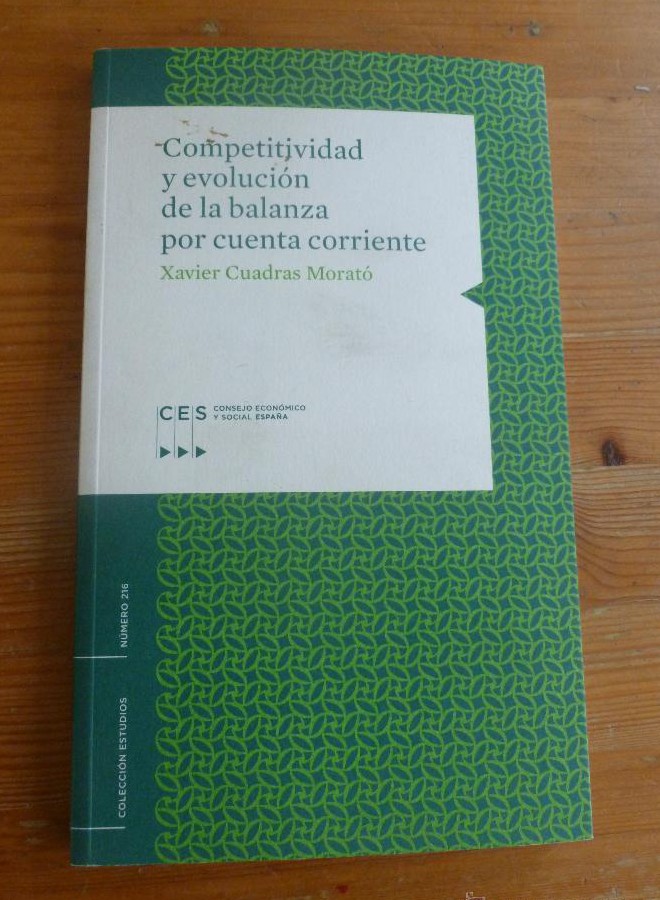 Competitividad
y evolución
de la balanza
por cuenta corriente
Xavier Cuadras Morató
CES CONSEJO ECONÓMICO
Y SOCIAL ESPAÑA
NÚMERO 216
COLECCIÓN ESTUDIOS